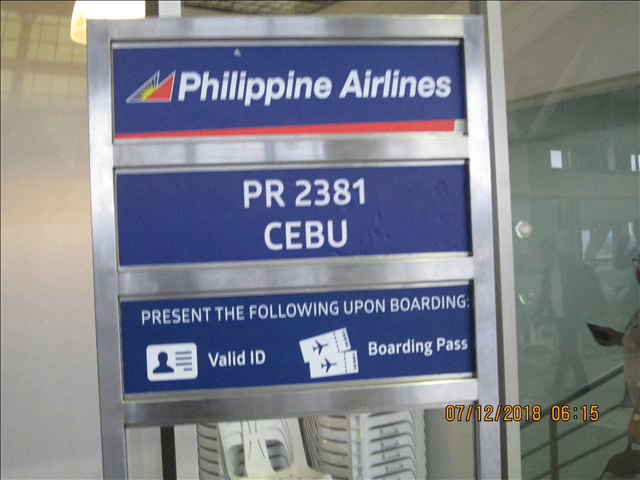 Philippine Airlines
PR 2381
CEBU
PRESENT THE FOLLOWING UPON BOARDING:
Valid ID
Boarding Pass
07/12/2018 06:15